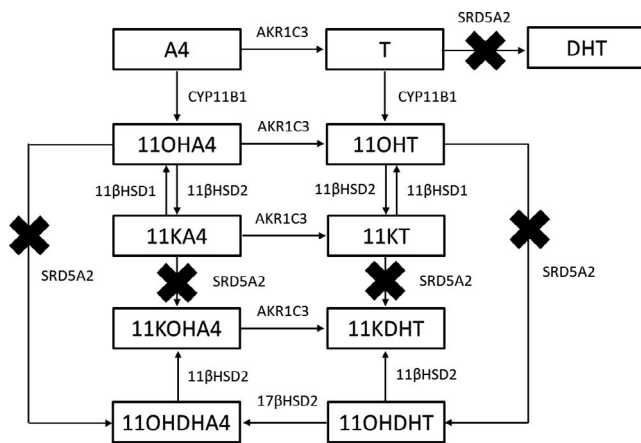 SRD5A2
A4
AKR1C3
T
DHT
CYP11B1
CYP11B1
11OHA4
AKR1C3
11OHT
11βHSD1
11βHSD2
11βHSD2
11βHSD1
11KA4
AKR1C3
11KT
SRD5A2
SRD5A2
SRD5A2
SRD5A2
11KOHA4
AKR1C3
11KDHT
11βHSD2
11βHSD2
17βHSD2
11OHDHA4
11OHDHT